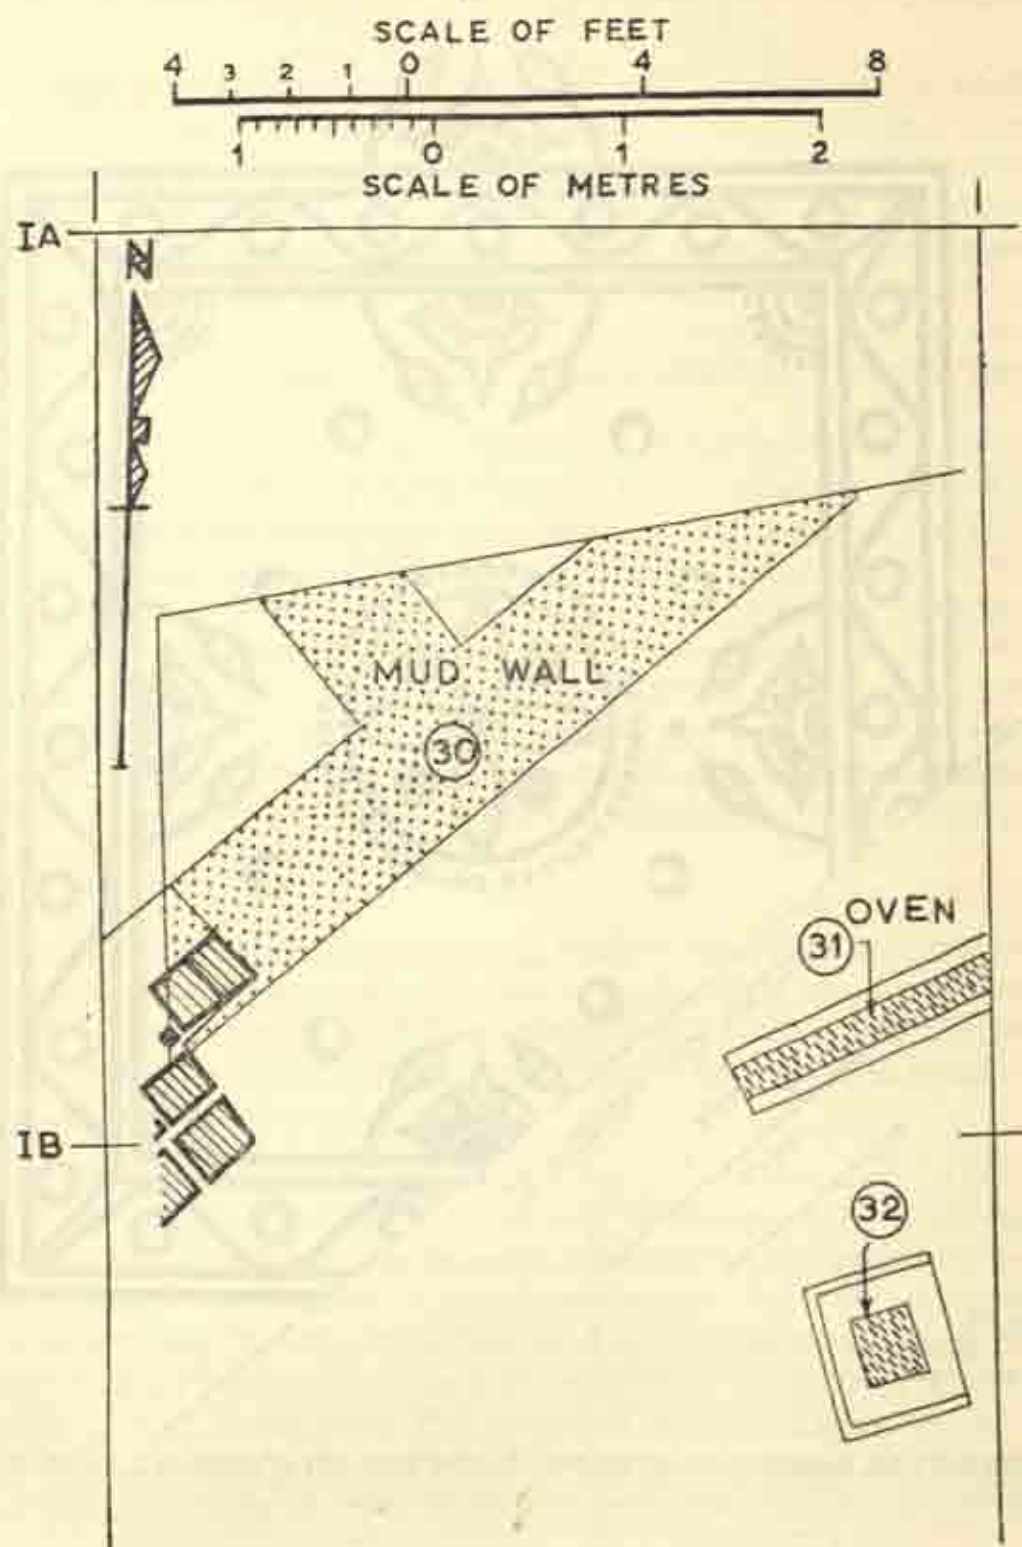 SCALE OF FEET
4 3 2 1 0 4 8
1 0 1 2
SCALE OF METRES
IA
N
MUD WALL
30
OVEN
31
IB
32